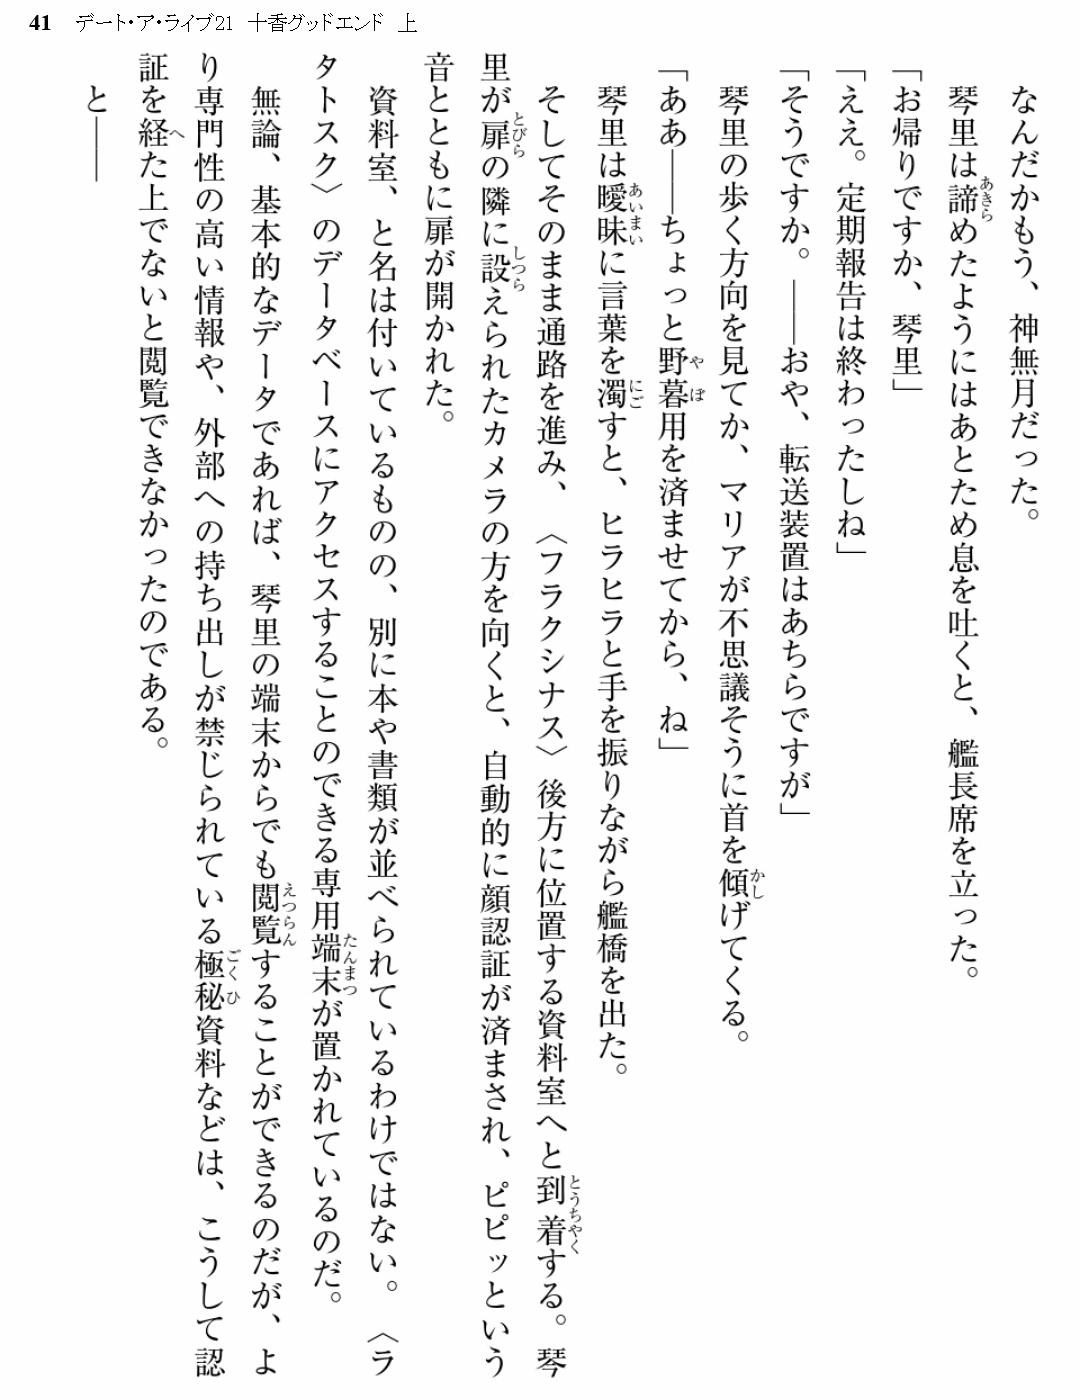 41 デート・ア・ライブ21 十香グッドエンド 上
なんだかもう、神無月だった。
琴里は諦めたようにはあとため息を吐くと、艦長席を立った。
「お帰りですか、琴里」
「ええ。定期報告は終わったしね」
「そうですか。――おや、転送装置はあちらですが」
琴里の歩く方向を見てか、マリアが不思議そうに首を傾げてくる。
「ああ――ちょっと野暮用を済ませてから、ね」
琴里は曖昧に言葉を濁すと、ヒラヒラと手を振りながら艦橋を出た。
そしてそのまま通路を進み、〈フラクシナス〉後方に位置する資料室へと到着する。琴
里が扉の隣に設えられたカメラの方を向くと、自動的に顔認証が済まされ、ピピッという
音とともに扉が開かれた。
資料室、と名は付いているものの、別に本や書類が並べられているわけではない。〈ラ
タトスク〉のデータベースにアクセスすることのできる専用端末が置かれているのだ。
無論、基本的なデータであれば、琴里の端末からでも閲覧することができるのだが、よ
り専門性の高い情報や、外部への持ち出しが禁じられている極秘資料などは、こうして認
証を経た上でないと閲覧できなかったのである。
と――